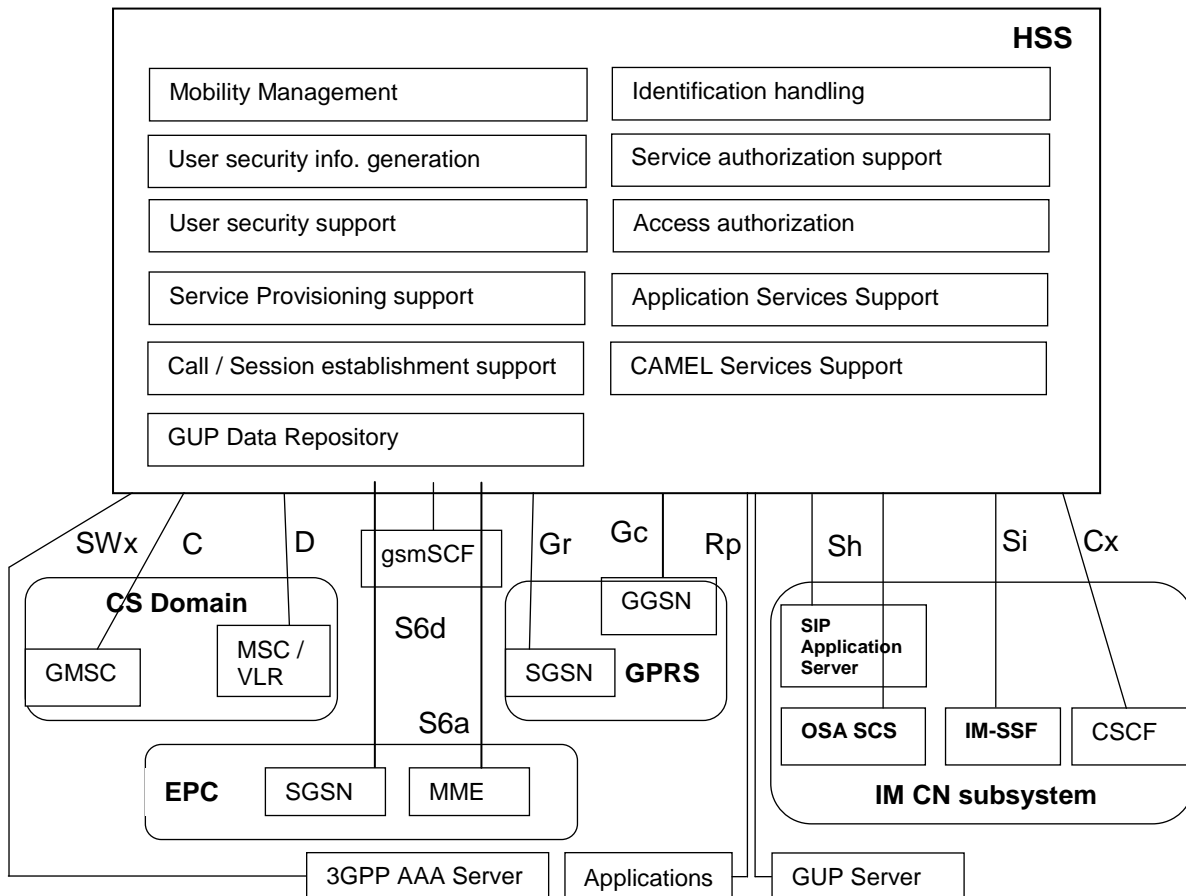 HSS
Mobility Management
Identification handling
User security info. generation
Service authorization support
User security support
Access authorization
Service Provisioning support
Application Services Support
Call / Session establishment support
CAMEL Services Support
GUP Data Repository
SWx
C
D
gsmSCF
Gr
Gc
Rp
Sh
Si
Cx
CS Domain
GMSC
MSC /
VLR
S6d
S6a
GGSN
SGSN
GPRS
SIP
Application
Server
OSA SCS
IM-SSF
CSCF
IM CN subsystem
EPC
SGSN
MME
3GPP AAA Server
Applications
GUP Server